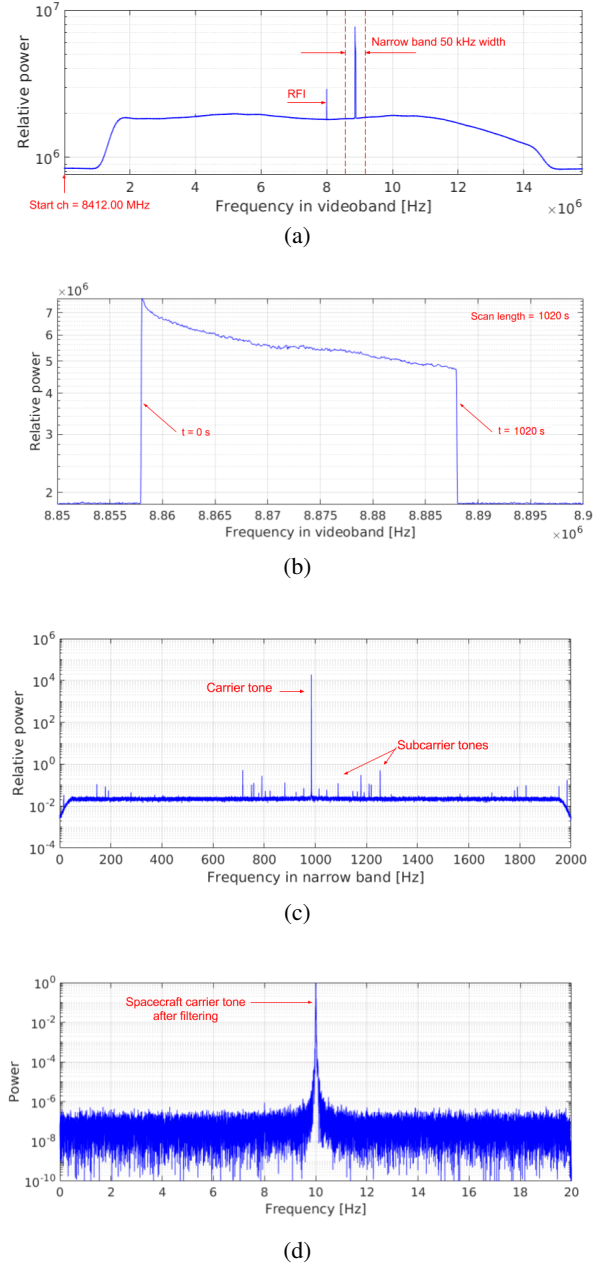 10^7
Narrow band 50 kHz width
RFI
Relative power
10^6
2 4 6 8 10 12 14
Start ch = 8412.00 MHz
Frequency in videoband [Hz]
×10^6
(a)
×10^6
7
Scan length = 1020 s
6
5
4
Relative power
3
t = 0 s
t = 1020 s
2
8.85 8.855 8.86 8.865 8.87 8.875 8.88 8.885 8.89 8.895 8.9
Frequency in videoband [Hz]
×10^6
(b)
10^6
Carrier tone
10^4
10^2
Relative power
Subcarrier tones
10^0
10^-2
10^-4
0 200 400 600 800 1000 1200 1400 1600 1800 2000
Frequency in narrow band [Hz]
(c)
10^0
Spacecraft carrier tone
after filtering
10^-2
10^-4
Power
10^-6
10^-8
10^-10
0 2 4 6 8 10 12 14 16 18 20
Frequency [Hz]
(d)